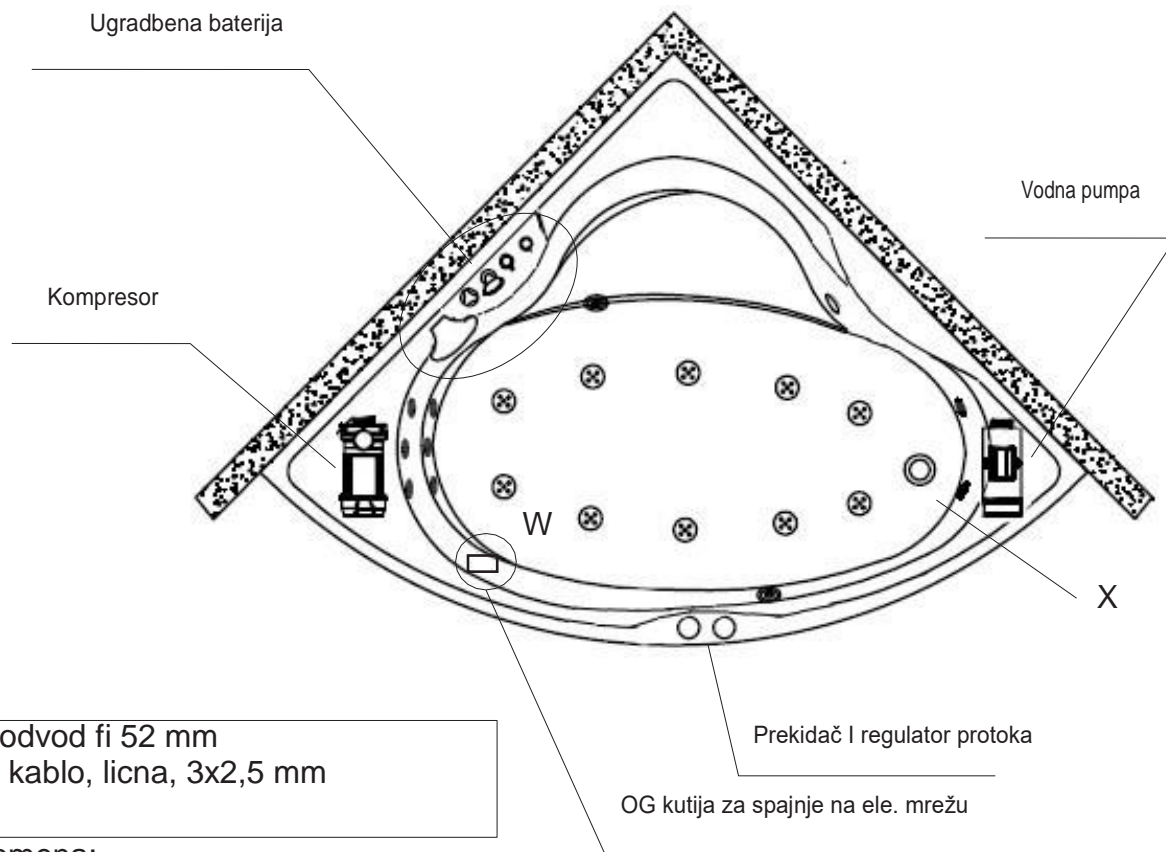 Ugradbena baterija
Vodna pumpa
Kompresor
W
X
odvod fi 52 mm
kablo, licna, 3x2,5 mm
Prekidač I regulator protoka
OG kutija za spajnje na ele. mrežu